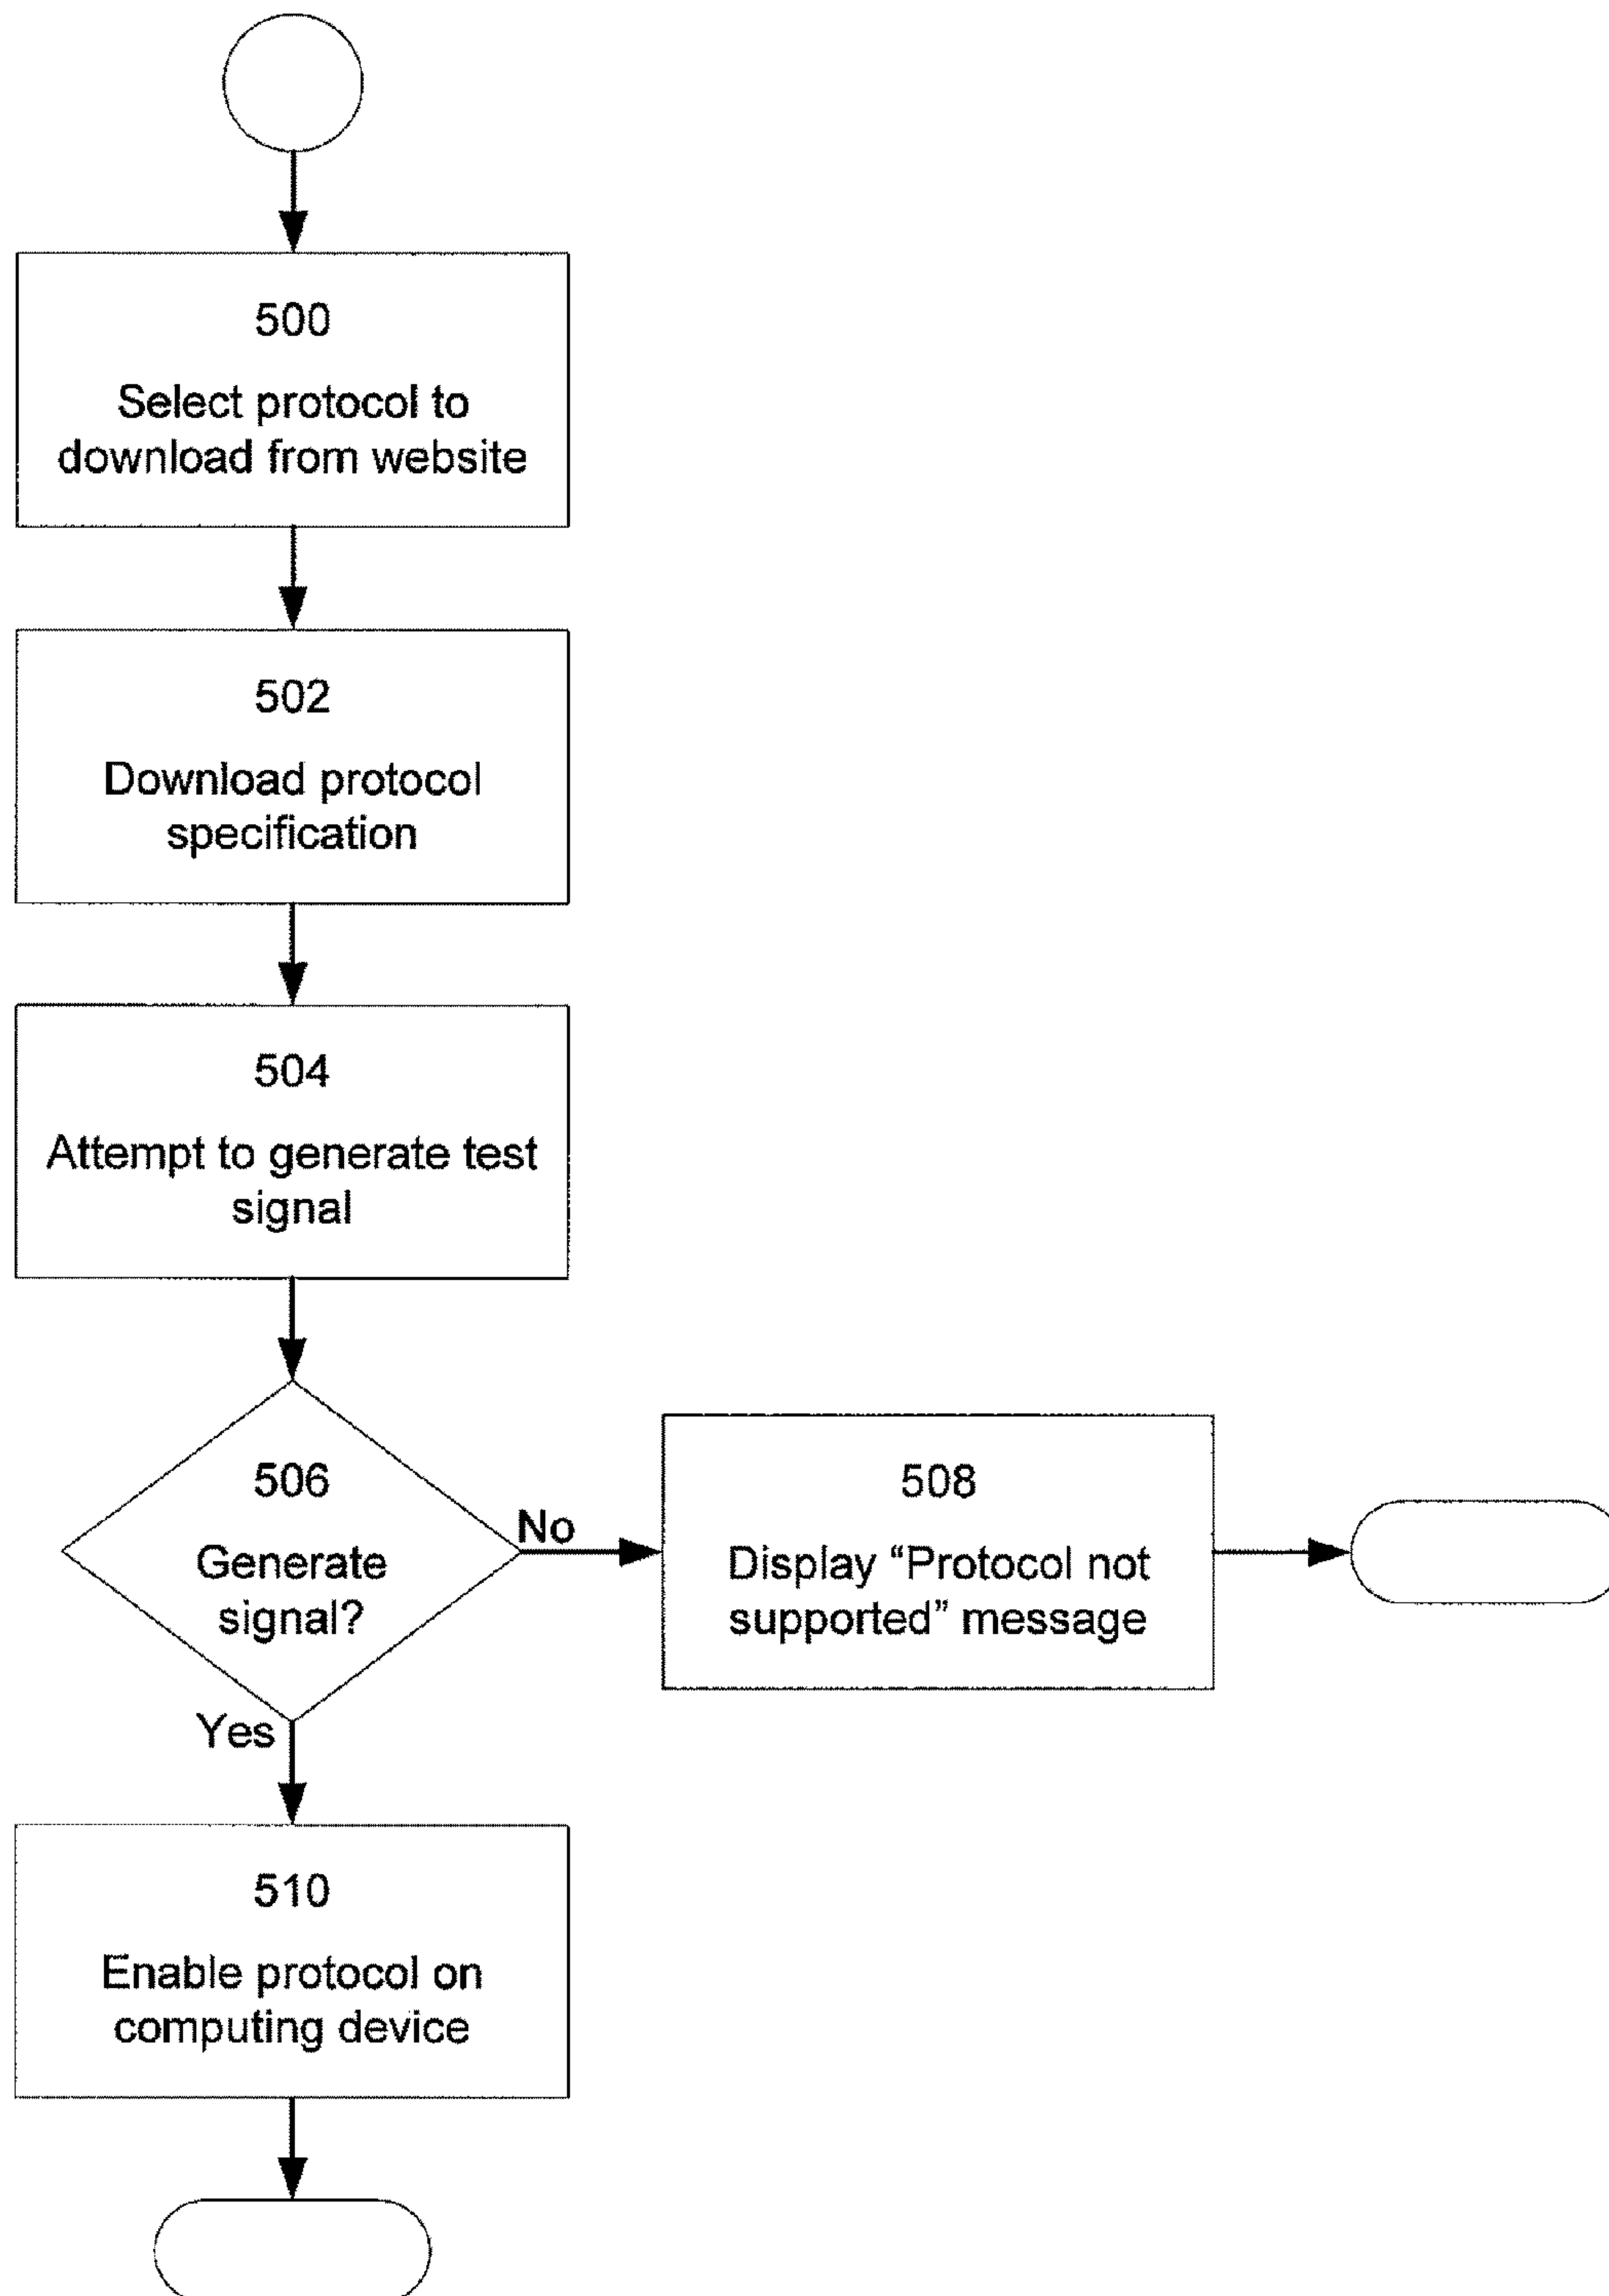 500
Select protocol to
download from website
502
Download protocol
specification
504
Attempt to generate test
signal
506
Generate
signal?
No
508
Display “Protocol not
supported” message
Yes
510
Enable protocol on
computing device